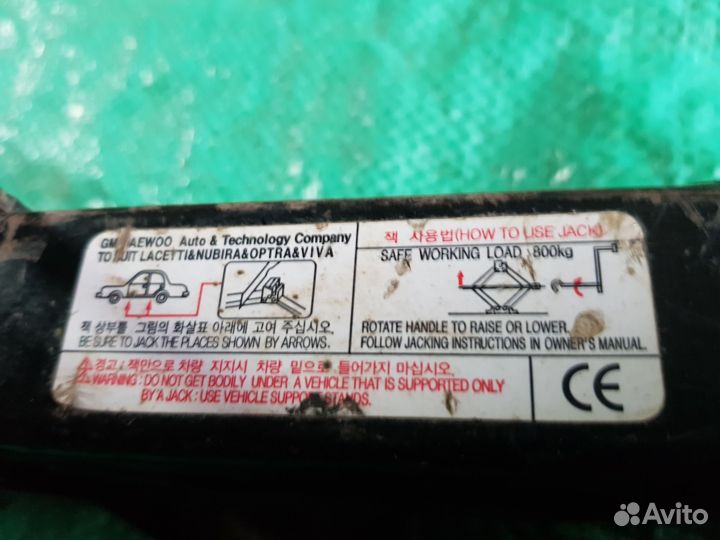 GM DAEWOO Auto & Technology Company
TO SUIT LACETTI&NUBIRA&OPTRA&VIVA
잭 상부를 그림의 화살표 아래에 고여 주십시오.
BE SURE TO JACK THE PLACES SHOWN BY ARROWS.
잭 사용법(HOW TO USE JACK)
SAFE WORKING LOAD : 800kg
ROTATE HANDLE TO RAISE OR LOWER.
FOLLOW JACKING INSTRUCTIONS IN OWNER'S MANUAL.
경고 : 잭만으로 차량 지지시 차량 밑으로 들어가지 마십시오.
WARNING : DO NOT GET BODILY UNDER A VEHICLE THAT IS SUPPORTED ONLY
BY A JACK : USE VEHICLE SUPPORT STANDS.
CE
Avito